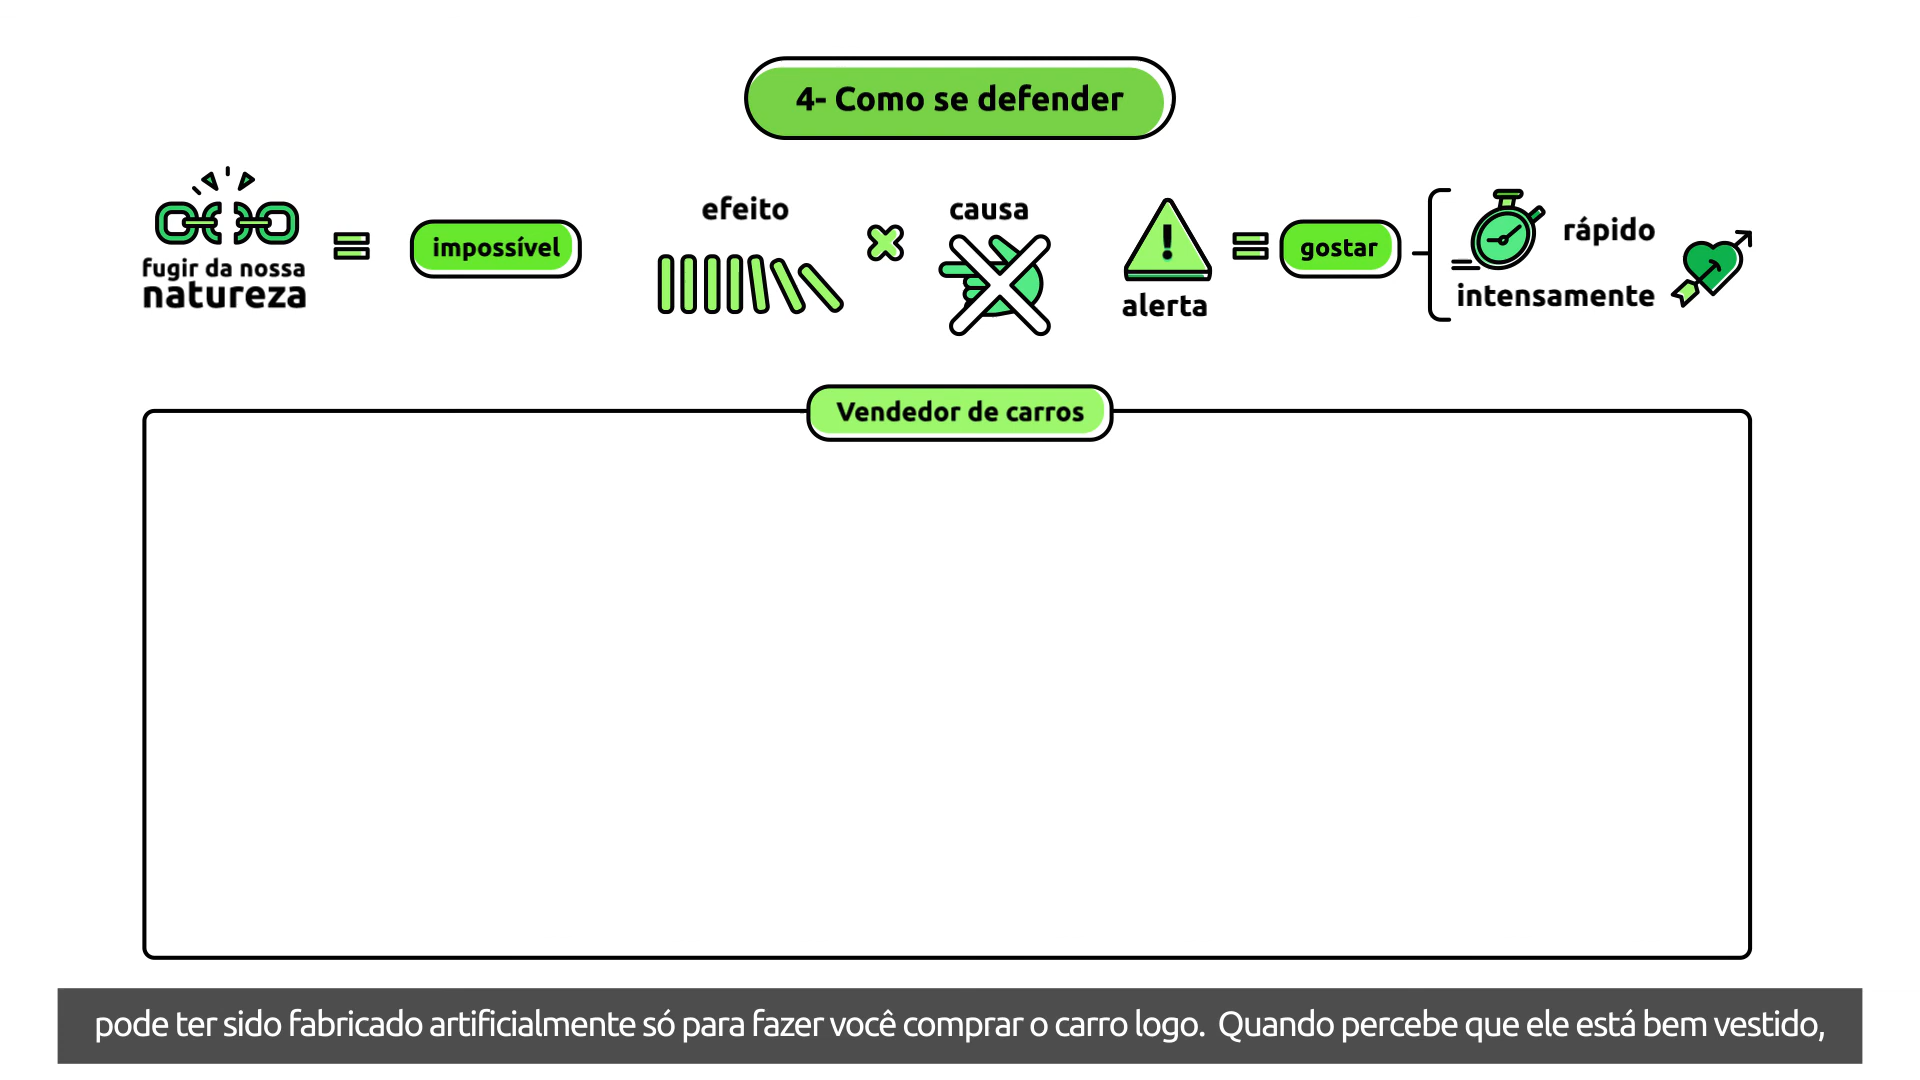 4- Como se defender
fugir da nossa
natureza
impossível
efeito
causa
alerta
gostar
rápido
intensamente
Vendedor de carros
pode ter sido fabricado artificialmente só para fazer você comprar o carro logo. Quando percebe que ele está bem vestido,